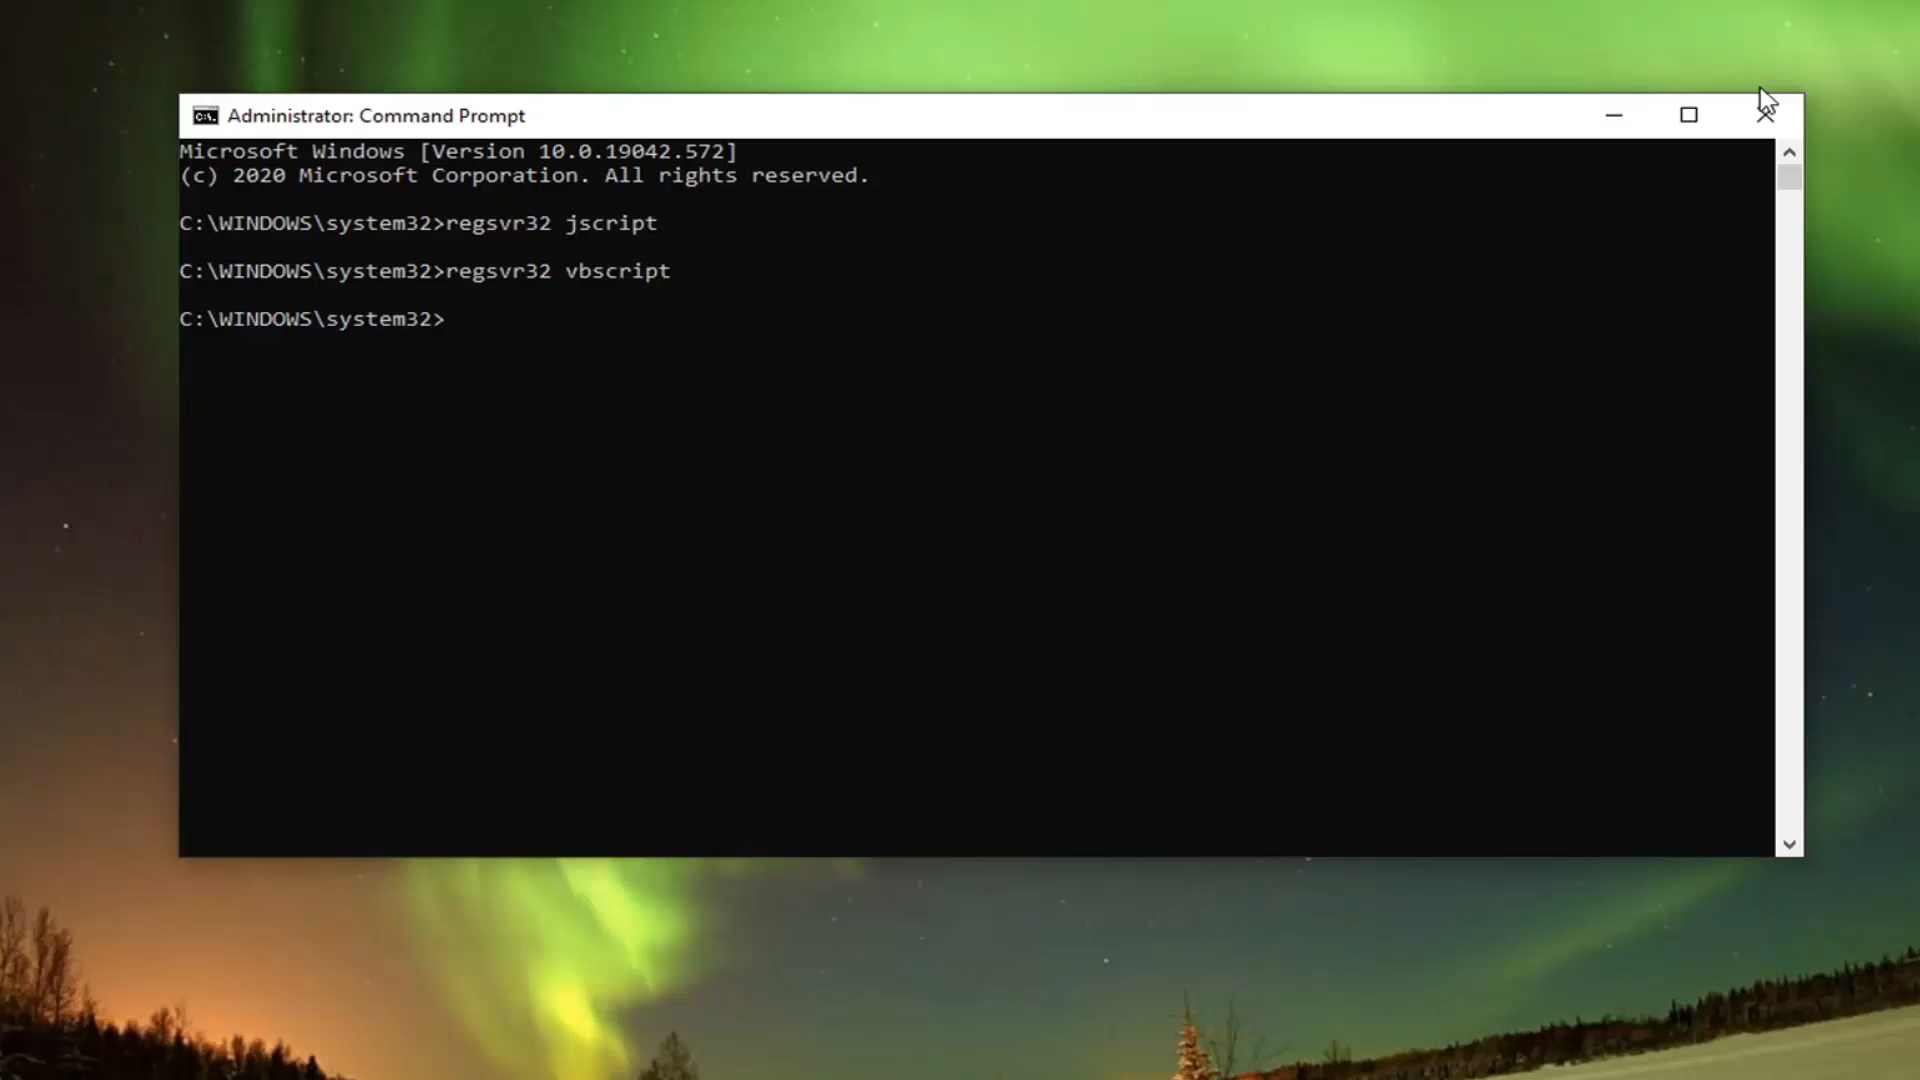 Administrator: Command Prompt
Microsoft Windows [Version 10.0.19042.572]
(c) 2020 Microsoft Corporation. All rights reserved.
C:\WINDOWS\system32>regsvr32 jscript
C:\WINDOWS\system32>regsvr32 vbscript
C:\WINDOWS\system32>